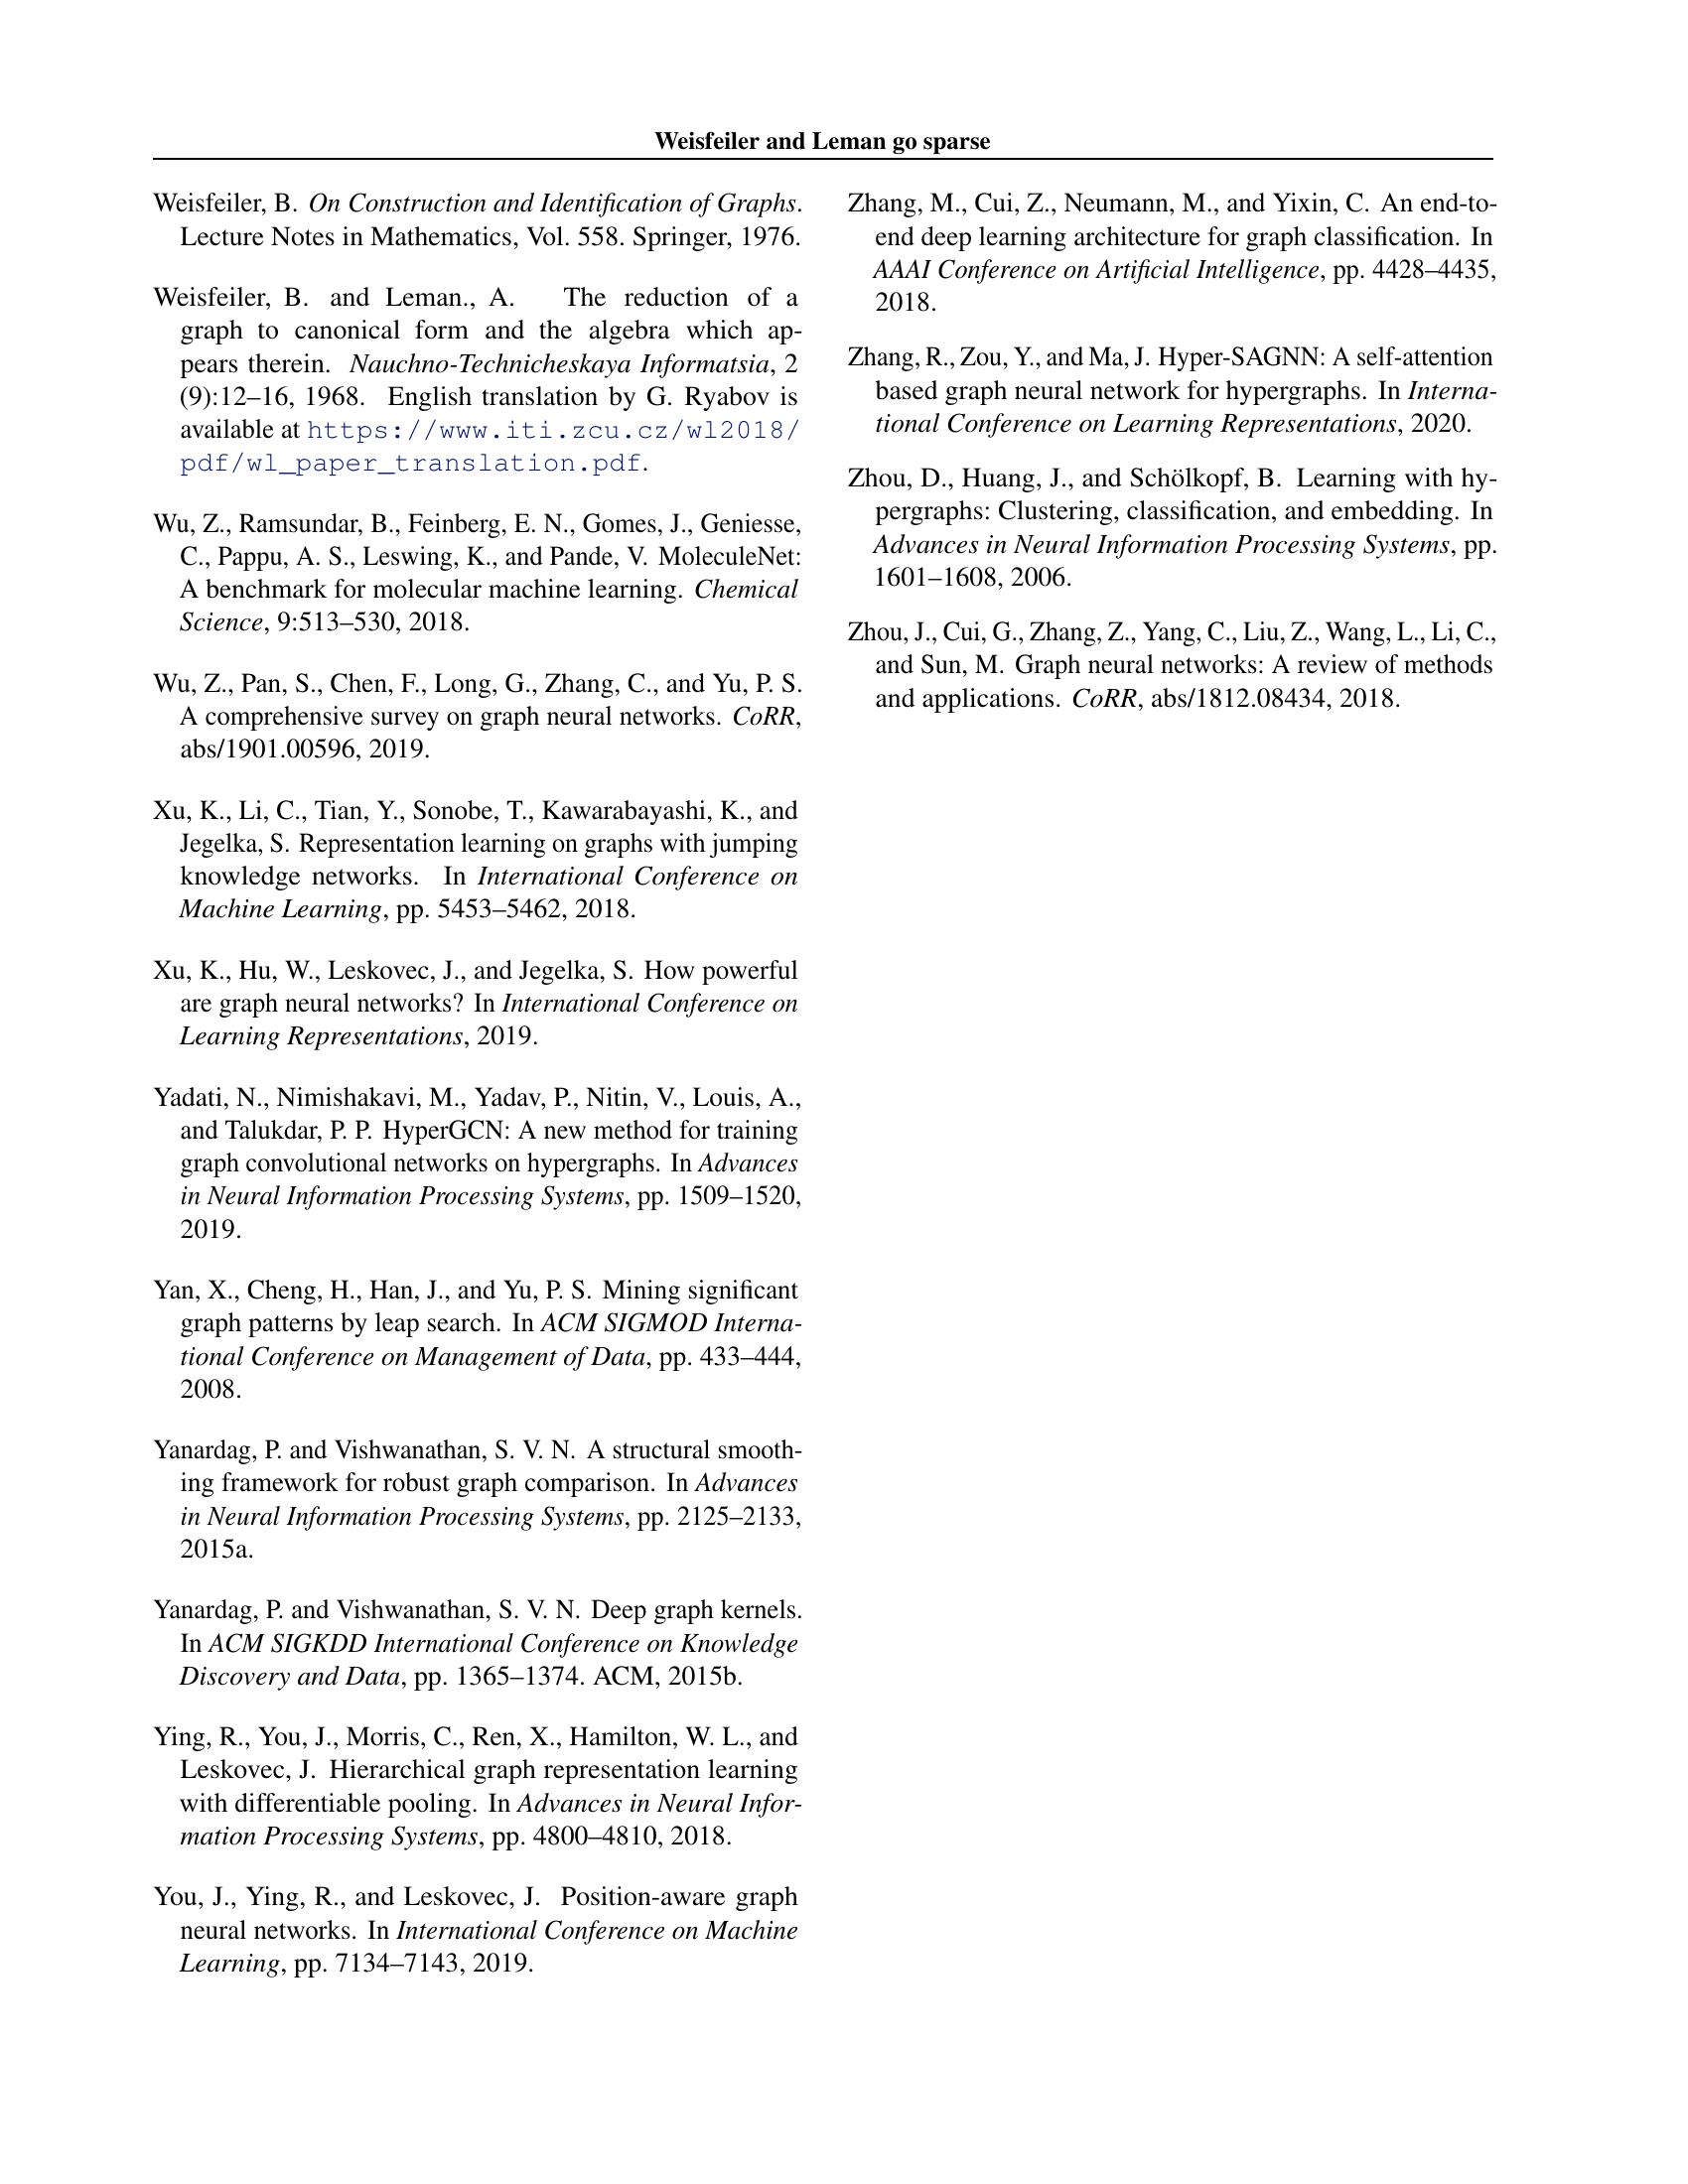 Weisfeiler and Leman go sparse
Weisfeiler, B. On Construction and Identification of Graphs.
Lecture Notes in Mathematics, Vol. 558. Springer, 1976.
Weisfeiler, B. and Leman., A. The reduction of a
graph to canonical form and the algebra which ap-
pears therein. Nauchno-Technicheskaya Informatsia, 2
(9):12–16, 1968. English translation by G. Ryabov is
available at https://www.iti.zcu.cz/wl2018/
pdf/wl_paper_translation.pdf.
Wu, Z., Ramsundar, B., Feinberg, E. N., Gomes, J., Geniesse,
C., Pappu, A. S., Leswing, K., and Pande, V. MoleculeNet:
A benchmark for molecular machine learning. Chemical
Science, 9:513–530, 2018.
Wu, Z., Pan, S., Chen, F., Long, G., Zhang, C., and Yu, P. S.
A comprehensive survey on graph neural networks. CoRR,
abs/1901.00596, 2019.
Xu, K., Li, C., Tian, Y., Sonobe, T., Kawarabayashi, K., and
Jegelka, S. Representation learning on graphs with jumping
knowledge networks. In International Conference on
Machine Learning, pp. 5453–5462, 2018.
Xu, K., Hu, W., Leskovec, J., and Jegelka, S. How powerful
are graph neural networks? In International Conference on
Learning Representations, 2019.
Yadati, N., Nimishakavi, M., Yadav, P., Nitin, V., Louis, A.,
and Talukdar, P. P. HyperGCN: A new method for training
graph convolutional networks on hypergraphs. In Advances
in Neural Information Processing Systems, pp. 1509–1520,
2019.
Yan, X., Cheng, H., Han, J., and Yu, P. S. Mining significant
graph patterns by leap search. In ACM SIGMOD Interna-
tional Conference on Management of Data, pp. 433–444,
2008.
Yanardag, P. and Vishwanathan, S. V. N. A structural smooth-
ing framework for robust graph comparison. In Advances
in Neural Information Processing Systems, pp. 2125–2133,
2015a.
Yanardag, P. and Vishwanathan, S. V. N. Deep graph kernels.
In ACM SIGKDD International Conference on Knowledge
Discovery and Data, pp. 1365–1374. ACM, 2015b.
Ying, R., You, J., Morris, C., Ren, X., Hamilton, W. L., and
Leskovec, J. Hierarchical graph representation learning
with differentiable pooling. In Advances in Neural Infor-
mation Processing Systems, pp. 4800–4810, 2018.
You, J., Ying, R., and Leskovec, J. Position-aware graph
neural networks. In International Conference on Machine
Learning, pp. 7134–7143, 2019.
Zhang, M., Cui, Z., Neumann, M., and Yixin, C. An end-to-
end deep learning architecture for graph classification. In
AAAI Conference on Artificial Intelligence, pp. 4428–4435,
2018.
Zhang, R., Zou, Y., and Ma, J. Hyper-SAGNN: A self-attention
based graph neural network for hypergraphs. In Interna-
tional Conference on Learning Representations, 2020.
Zhou, D., Huang, J., and Schölkopf, B. Learning with hy-
pergraphs: Clustering, classification, and embedding. In
Advances in Neural Information Processing Systems, pp.
1601–1608, 2006.
Zhou, J., Cui, G., Zhang, Z., Yang, C., Liu, Z., Wang, L., Li, C.,
and Sun, M. Graph neural networks: A review of methods
and applications. CoRR, abs/1812.08434, 2018.